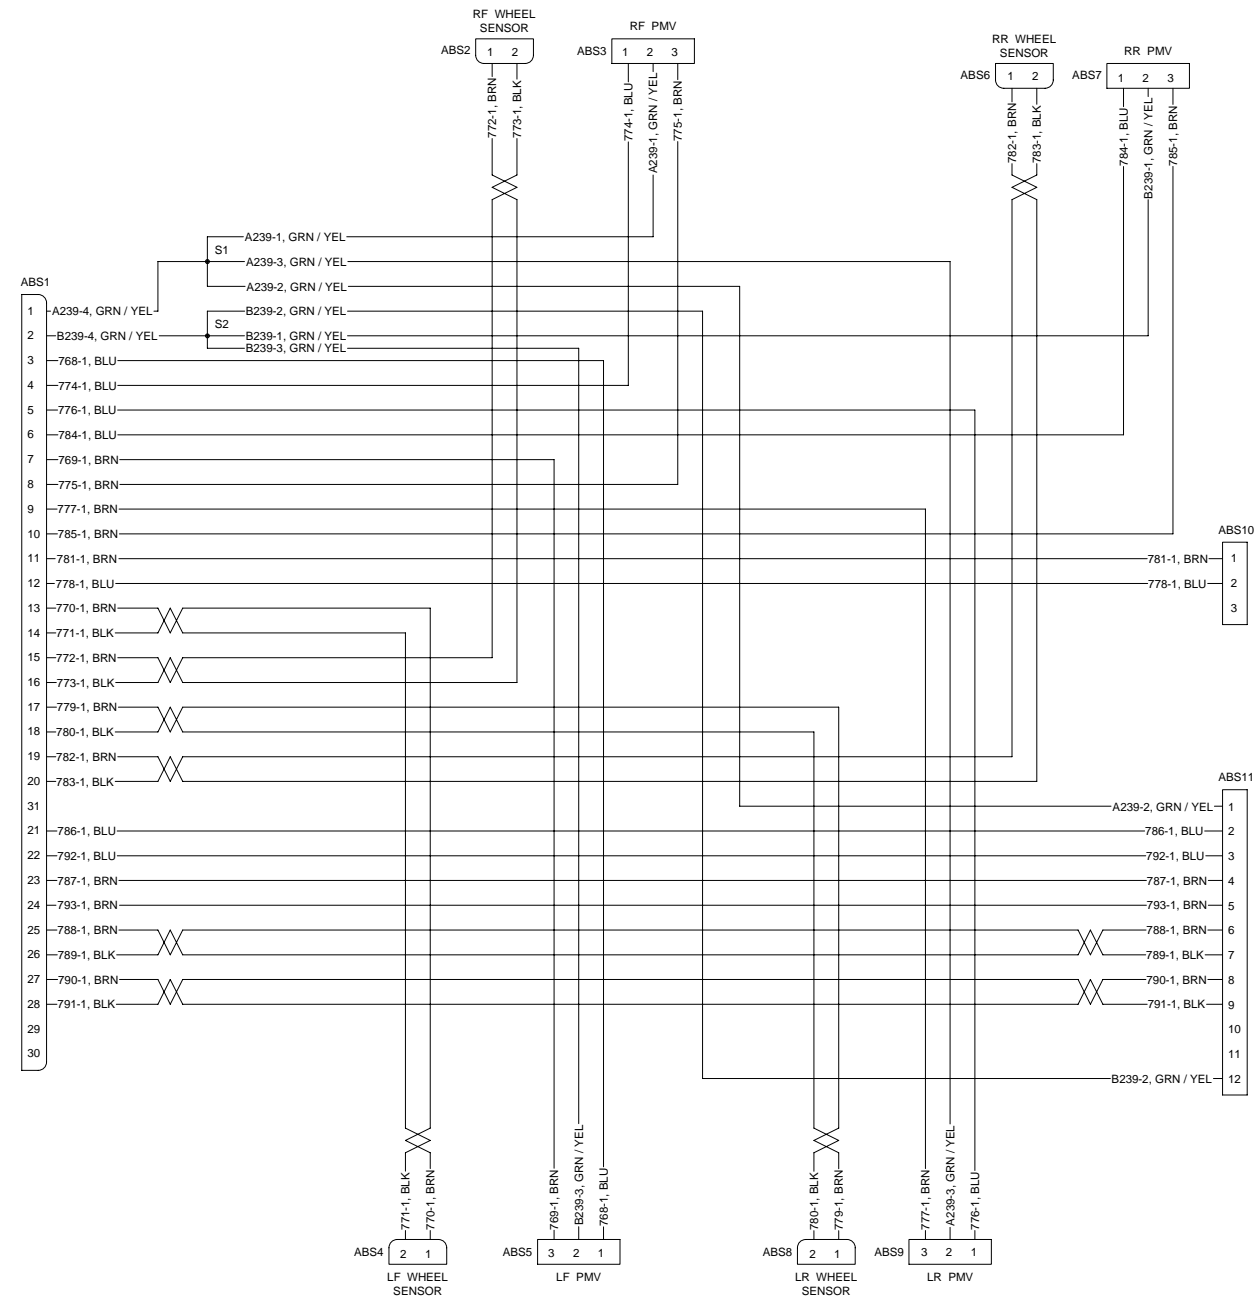 RF WHEEL
SENSOR
ABS2 1 2
772-1, BRN
773-1, BLK
RF PMV
ABS3 1 2 3
774-1, BLU
A239-1, GRN / YEL
775-1, BRN
RR WHEEL
SENSOR
ABS6 1 2
782-1, BRN
783-1, BLK
RR PMV
ABS7 1 2 3
784-1, BLU
B239-1, GRN / YEL
785-1, BRN
A239-1, GRN / YEL
S1
A239-3, GRN / YEL
A239-2, GRN / YEL
ABS1
1 A239-4, GRN / YEL
B239-2, GRN / YEL
S2
2 B239-4, GRN / YEL
B239-1, GRN / YEL
B239-3, GRN / YEL
3 768-1, BLU
4 774-1, BLU
5 776-1, BLU
6 784-1, BLU
7 769-1, BRN
8 775-1, BRN
9 777-1, BRN
10 785-1, BRN
ABS10
11 781-1, BRN 781-1, BRN 1
12 778-1, BLU 778-1, BLU 2
13 770-1, BRN 3
14 771-1, BLK
15 772-1, BRN
16 773-1, BLK
17 779-1, BRN
18 780-1, BLK
19 782-1, BRN
20 783-1, BLK
ABS11
31 A239-2, GRN / YEL 1
21 786-1, BLU 786-1, BLU 2
22 792-1, BLU 792-1, BLU 3
23 787-1, BRN 787-1, BRN 4
24 793-1, BRN 793-1, BRN 5
25 788-1, BRN 788-1, BRN 6
26 789-1, BLK 789-1, BLK 7
27 790-1, BRN 790-1, BRN 8
28 791-1, BLK 791-1, BLK 9
29 10
30 11
B239-2, GRN / YEL 12
771-1, BLK
770-1, BRN
ABS4 2 1
LF WHEEL
SENSOR
769-1, BRN
B239-3, GRN / YEL
768-1, BLU
ABS5 3 2 1
LF PMV
780-1, BLK
779-1, BRN
ABS8 2 1
LR WHEEL
SENSOR
777-1, BRN
A239-3, GRN / YEL
776-1, BLU
ABS9 3 2 1
LR PMV